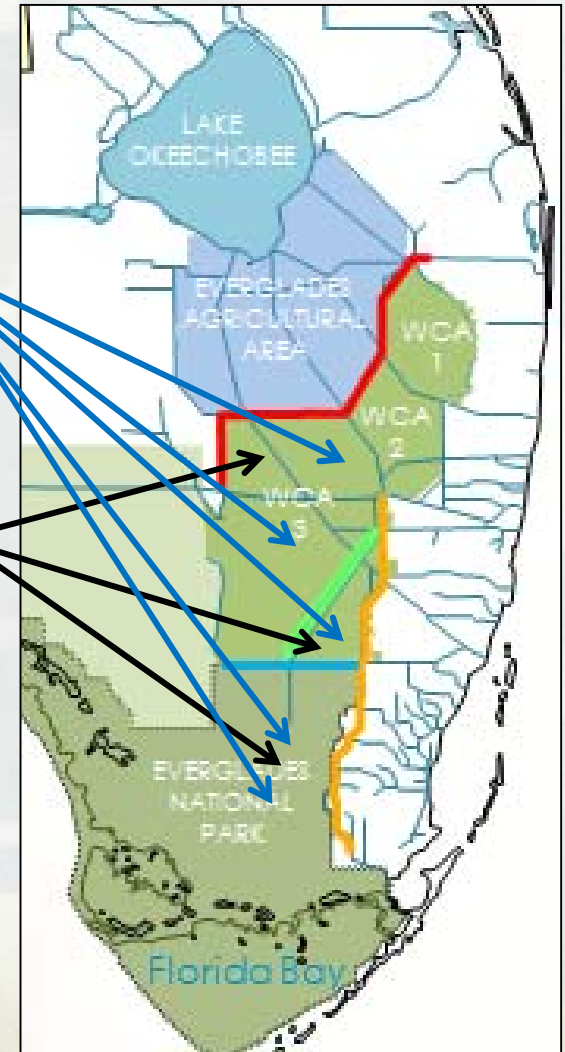 LAKE
OKEECHOBEE
EVERGLADES
AGRICULTURAL
AREA
WCA
1
WCA
2
WCA
3
EVERGLADES
NATIONAL
PARK
Florida Bay